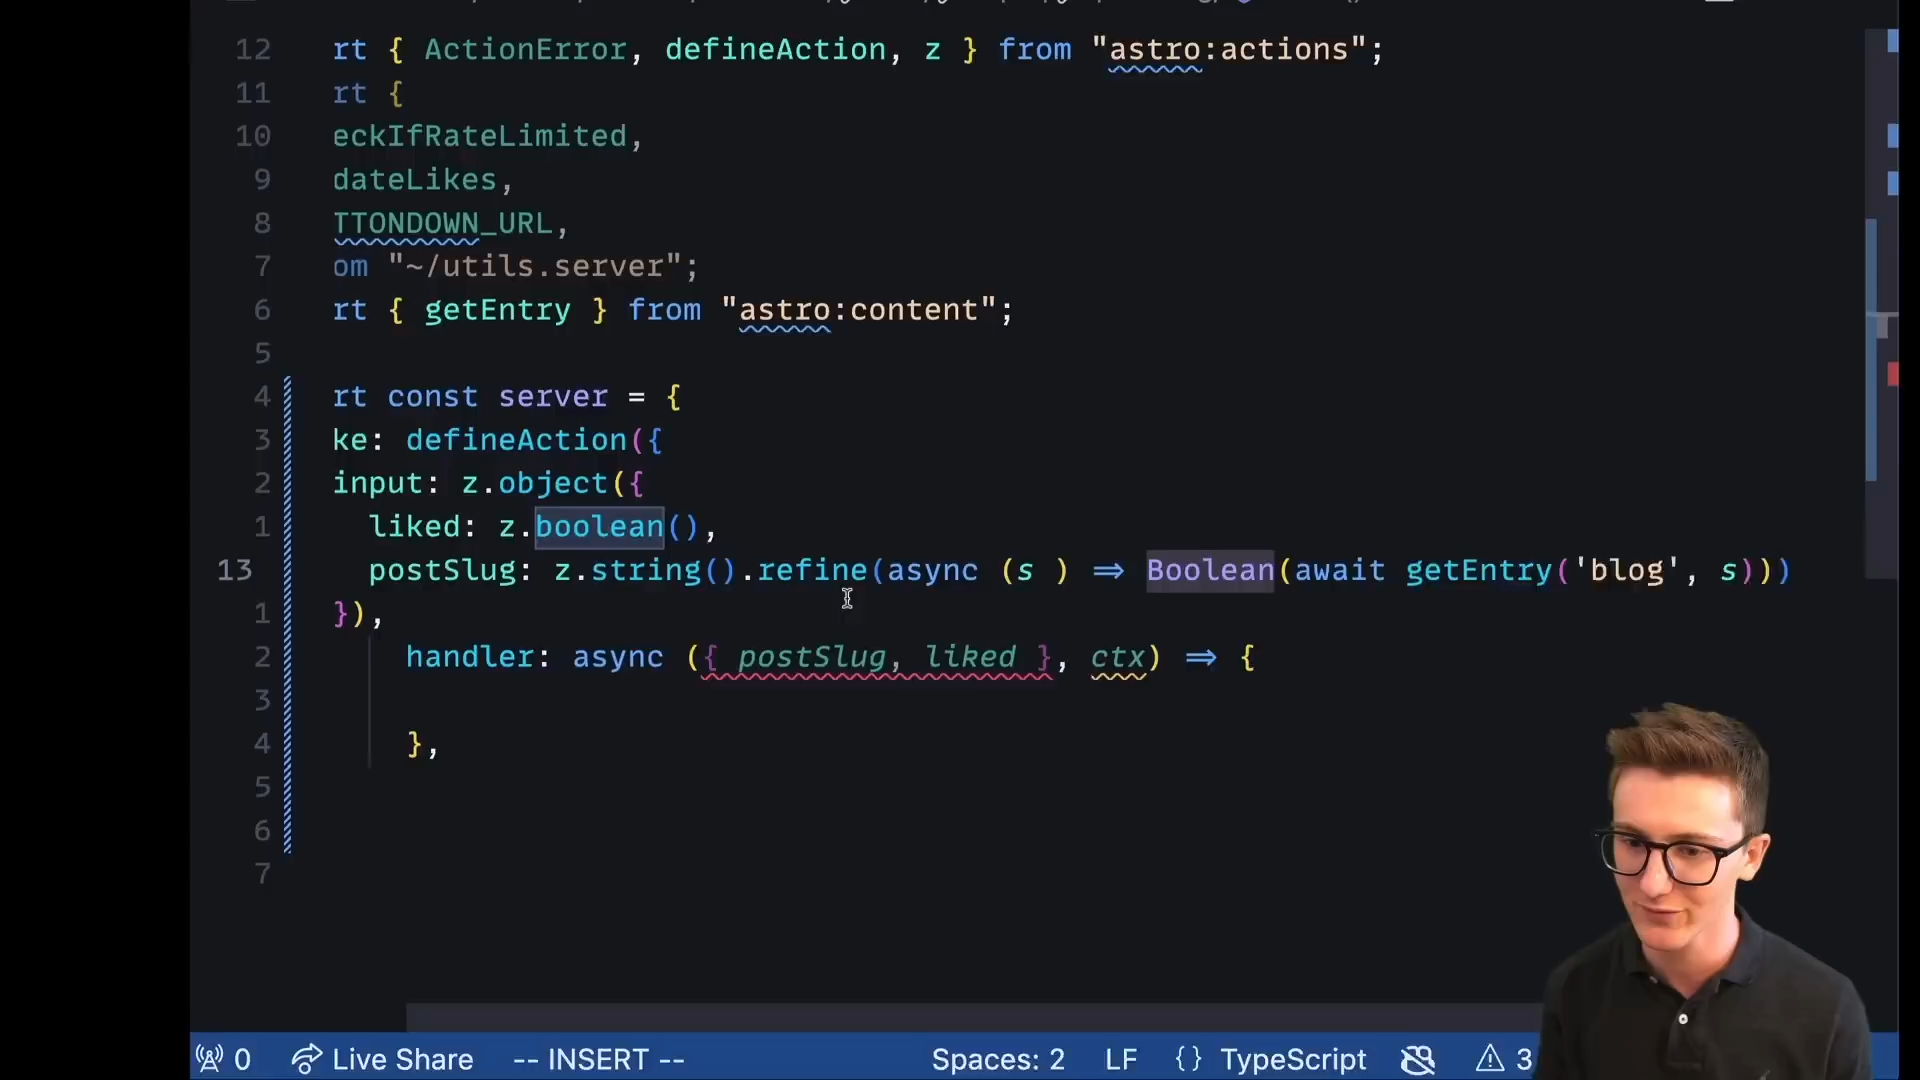 12 rt { ActionError, defineAction, z } from "astro:actions";
11 rt {
10 eckIfRateLimited,
9 dateLikes,
8 TTONDOWN_URL,
7 om "~/utils.server";
6 rt { getEntry } from "astro:content";
5
4 rt const server = {
3 ke: defineAction({
2 input: z.object({
1 liked: z.boolean(),
13 postSlug: z.string().refine(async (s ) => Boolean(await getEntry('blog', s)))
1 }),
2 handler: async ({ postSlug, liked }, ctx) => {
3
4 },
5
6
7
0 Live Share -- INSERT -- Spaces: 2 LF {} TypeScript 3